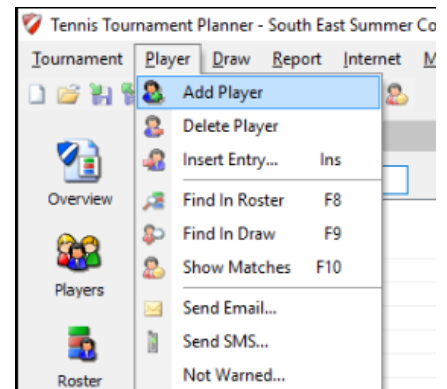 Tennis Tournament Planner - South East Summer Co
Tournament Player Draw Report Internet M
Add Player
Delete Player
Insert Entry... Ins
Overview
Find In Roster F8
Find In Draw F9
Show Matches F10
Players
Send Email...
Send SMS...
Roster
Not Warned...